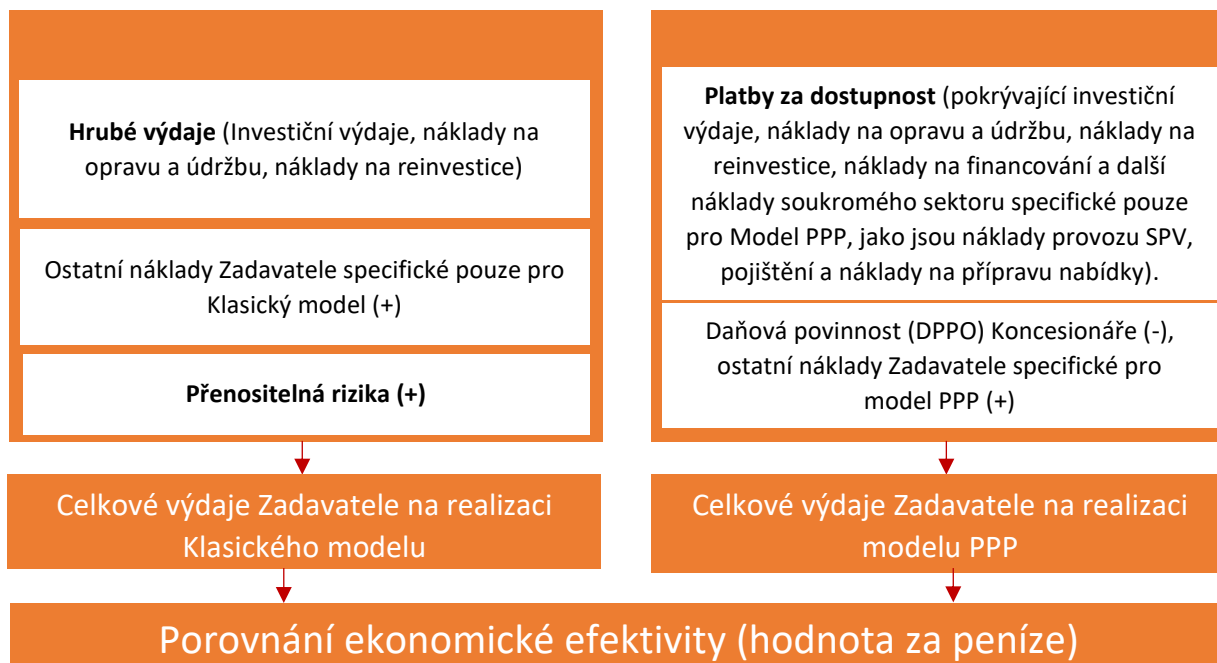 Hrubé výdaje (Investiční výdaje, náklady na
opravu a údržbu, náklady na reinvestice)
Ostatní náklady Zadavatele specifické pouze pro
Klasický model (+)
Přenositelná rizika (+)
Celkové výdaje Zadavatele na realizaci
Klasického modelu
Platby za dostupnost (pokrývající investiční
výdaje, náklady na opravu a údržbu, náklady na
reinvestice, náklady na financování a další
náklady soukromého sektoru specifické pouze
pro Model PPP, jako jsou náklady provozu SPV,
pojištění a náklady na přípravu nabídky).
Daňová povinnost (DPPO) Koncesionáře (-),
ostatní náklady Zadavatele specifické pro
model PPP (+)
Celkové výdaje Zadavatele na realizaci
modelu PPP
Porovnání ekonomické efektivity (hodnota za peníze)